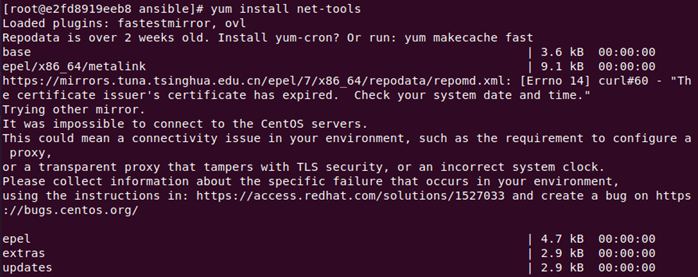 [root@e2fd8919eeb8 ansible]# yum install net-tools
Loaded plugins: fastestmirror, ovl
Repodata is over 2 weeks old. Install yum-cron? Or run: yum makecache fast
base | 3.6 kB 00:00:00
epel/x86_64/metalink | 9.1 kB 00:00:00
https://mirrors.tuna.tsinghua.edu.cn/epel/7/x86_64/repodata/repomd.xml: [Errno 14] curl#60 - "Th
e certificate issuer's certificate has expired.  Check your system date and time."
Trying other mirror.
It was impossible to connect to the CentOS servers.
This could mean a connectivity issue in your environment, such as the requirement to configure a
 proxy,
or a transparent proxy that tampers with TLS security, or an incorrect system clock.
Please collect information about the specific failure that occurs in your environment,
using the instructions in: https://access.redhat.com/solutions/1527033 and create a bug on https
://bugs.centos.org/
epel | 4.7 kB 00:00:00
extras | 2.9 kB 00:00:00
updates | 2.9 kB 00:00:00